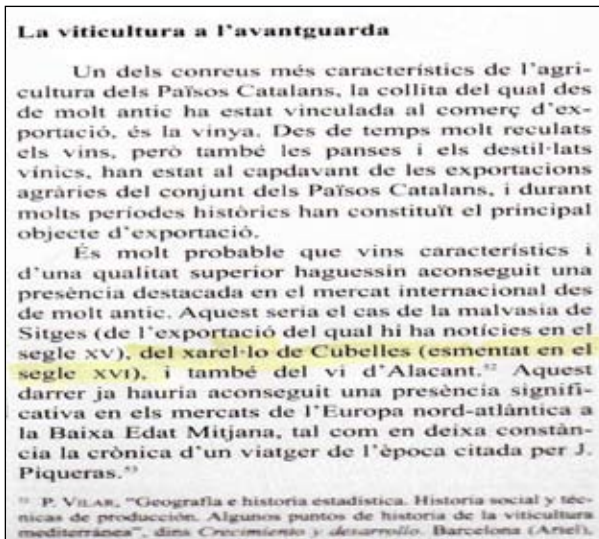 La viticultura a l'avantguarda
Un dels conreus més característics de l'agri-
cultura dels Països Catalans, la collita del qual des
de molt antic ha estat vinculada al comerç d'ex-
portació, és la vinya. Des de temps molt reculats
els vins, però també les panses i els destil·lats
vínics, han estat al capdavant de les exportacions
agràries del conjunt dels Països Catalans, i durant
molts períodes històrics han constituït el principal
objecte d'exportació.
És molt probable que vins característics i
d'una qualitat superior haguessin aconseguit una
presència destacada en el mercat internacional des
de molt antic. Aquest seria el cas de la malvasia de
Sitges (de l'exportació del qual hi ha notícies en el
segle XV), del xarel·lo de Cubelles (esmentat en el
segle XVI), i també del vi d'Alacant.⁵² Aquest
darrer ja hauria aconseguit una presència signifi-
cativa en els mercats de l'Europa nord-atlàntica a
la Baixa Edat Mitjana, tal com en deixa constàn-
cia la crònica d'un viatger de l'època citada per J.
Piqueras.⁵³
⁵² P. VILAR, "Geografía e historia estadística. Historia social y téc-
nicas de producción. Algunos puntos de historia de la viticultura
mediterránea", dins Crecimiento y desarrollo. Barcelona (Ariel),